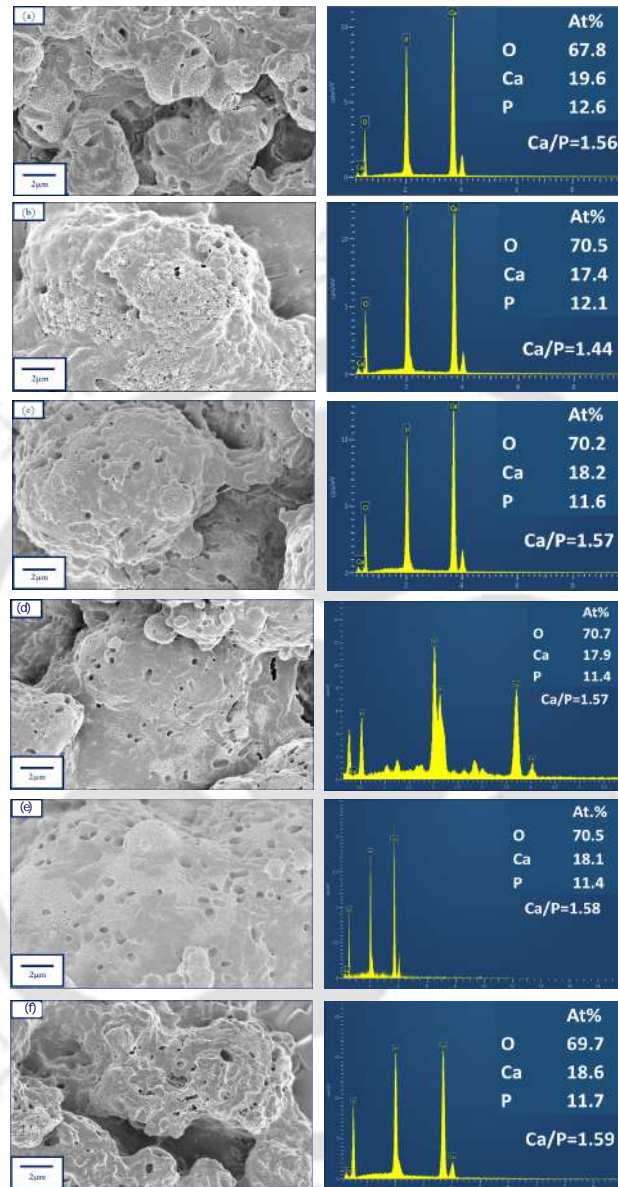 (a)
2μm
At%
O 67.8
Ca 19.6
P 12.6
Ca/P=1.56
(b)
2μm
At%
O 70.5
Ca 17.4
P 12.1
Ca/P=1.44
(c)
2μm
At%
O 70.2
Ca 18.2
P 11.6
Ca/P=1.57
(d)
2μm
At%
O 70.7
Ca 17.9
P 11.4
Ca/P=1.57
(e)
2μm
At.%
O 70.5
Ca 18.1
P 11.4
Ca/P=1.58
(f)
2μm
At%
O 69.7
Ca 18.6
P 11.7
Ca/P=1.59